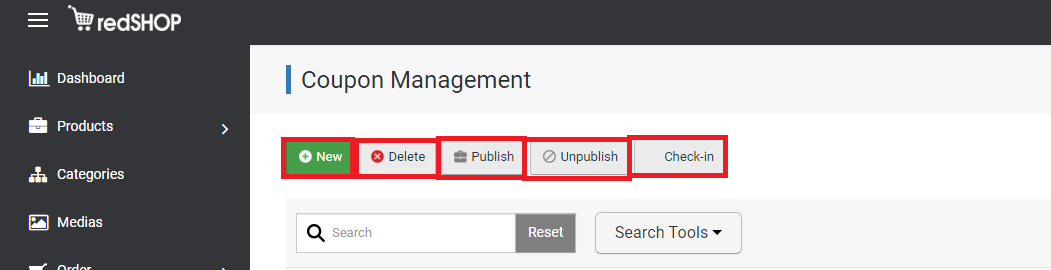 redSHOP
Dashboard
Products
Categories
Medias
Order
Coupon Management
New Delete Publish Unpublish Check-in
Search Reset Search Tools